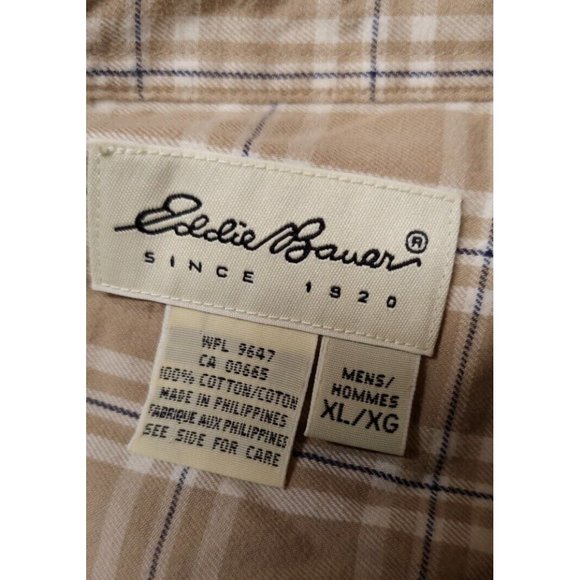 Eddie Bauer®
SINCE 1920
WPL 9647
CA 00665
100% COTTON/COTON
MADE IN PHILIPPINES
FABRIQUE AUX PHILIPPINES
SEE SIDE FOR CARE
MENS/
HOMMES
XL/XG